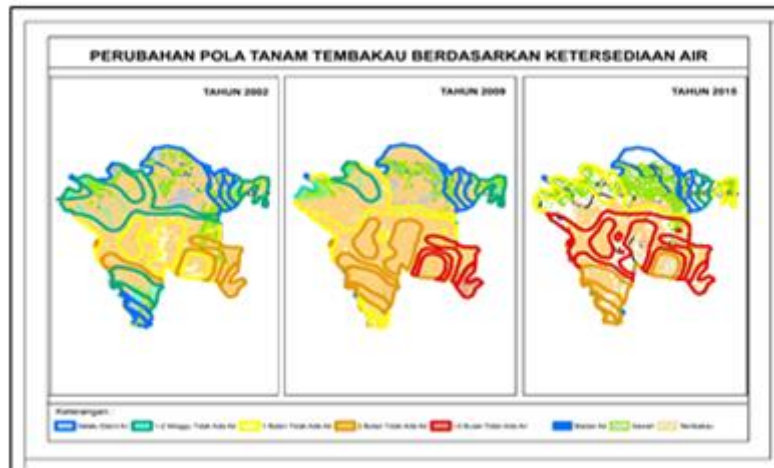 PERUBAHAN POLA TANAM TEMBAKAU BERDASARKAN KETERSEDIAAN AIR
TAHUN 2002
TAHUN 2009
TAHUN 2015
Keterangan :
Selalu Dialiri Air
1-2 Minggu Tidak Ada Air
1 Bulan Tidak Ada Air
2 Bulan Tidak Ada Air
Bulan Tidak Ada Air
Badan Air
Sawah
Tembakau